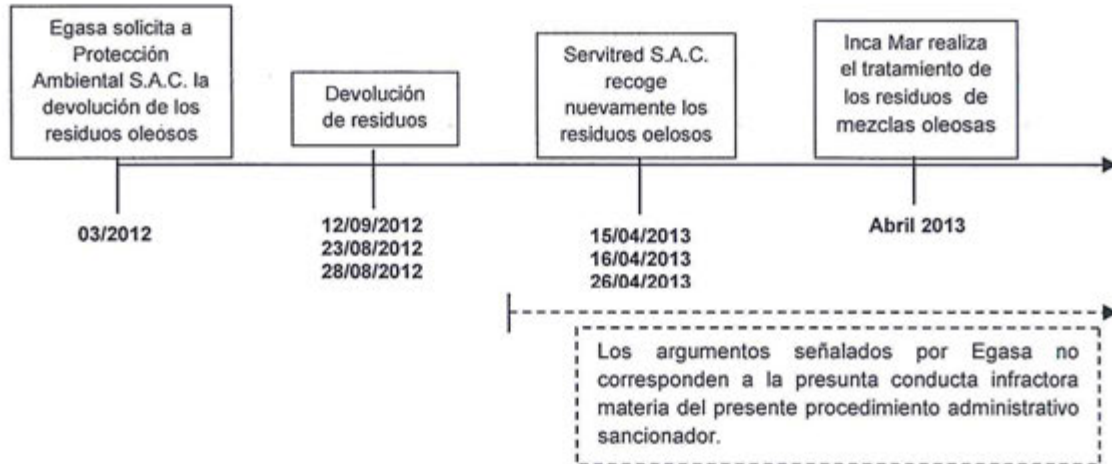 Egasa solicita a
Protección
Ambiental S.A.C. la
devolución de los
residuos oleósos
Devolución
de residuos
Servitred S.A.C.
recoge
nuevamente los
residuos oelosos
Inca Mar realiza
el tratamiento de
los residuos de
mezclas oleosas
03/2012
12/09/2012
23/08/2012
28/08/2012
15/04/2013
16/04/2013
26/04/2013
Abril 2013
Los argumentos señalados por Egasa no
corresponden a la presunta conducta infractora
materia del presente procedimiento administrativo
sancionador.